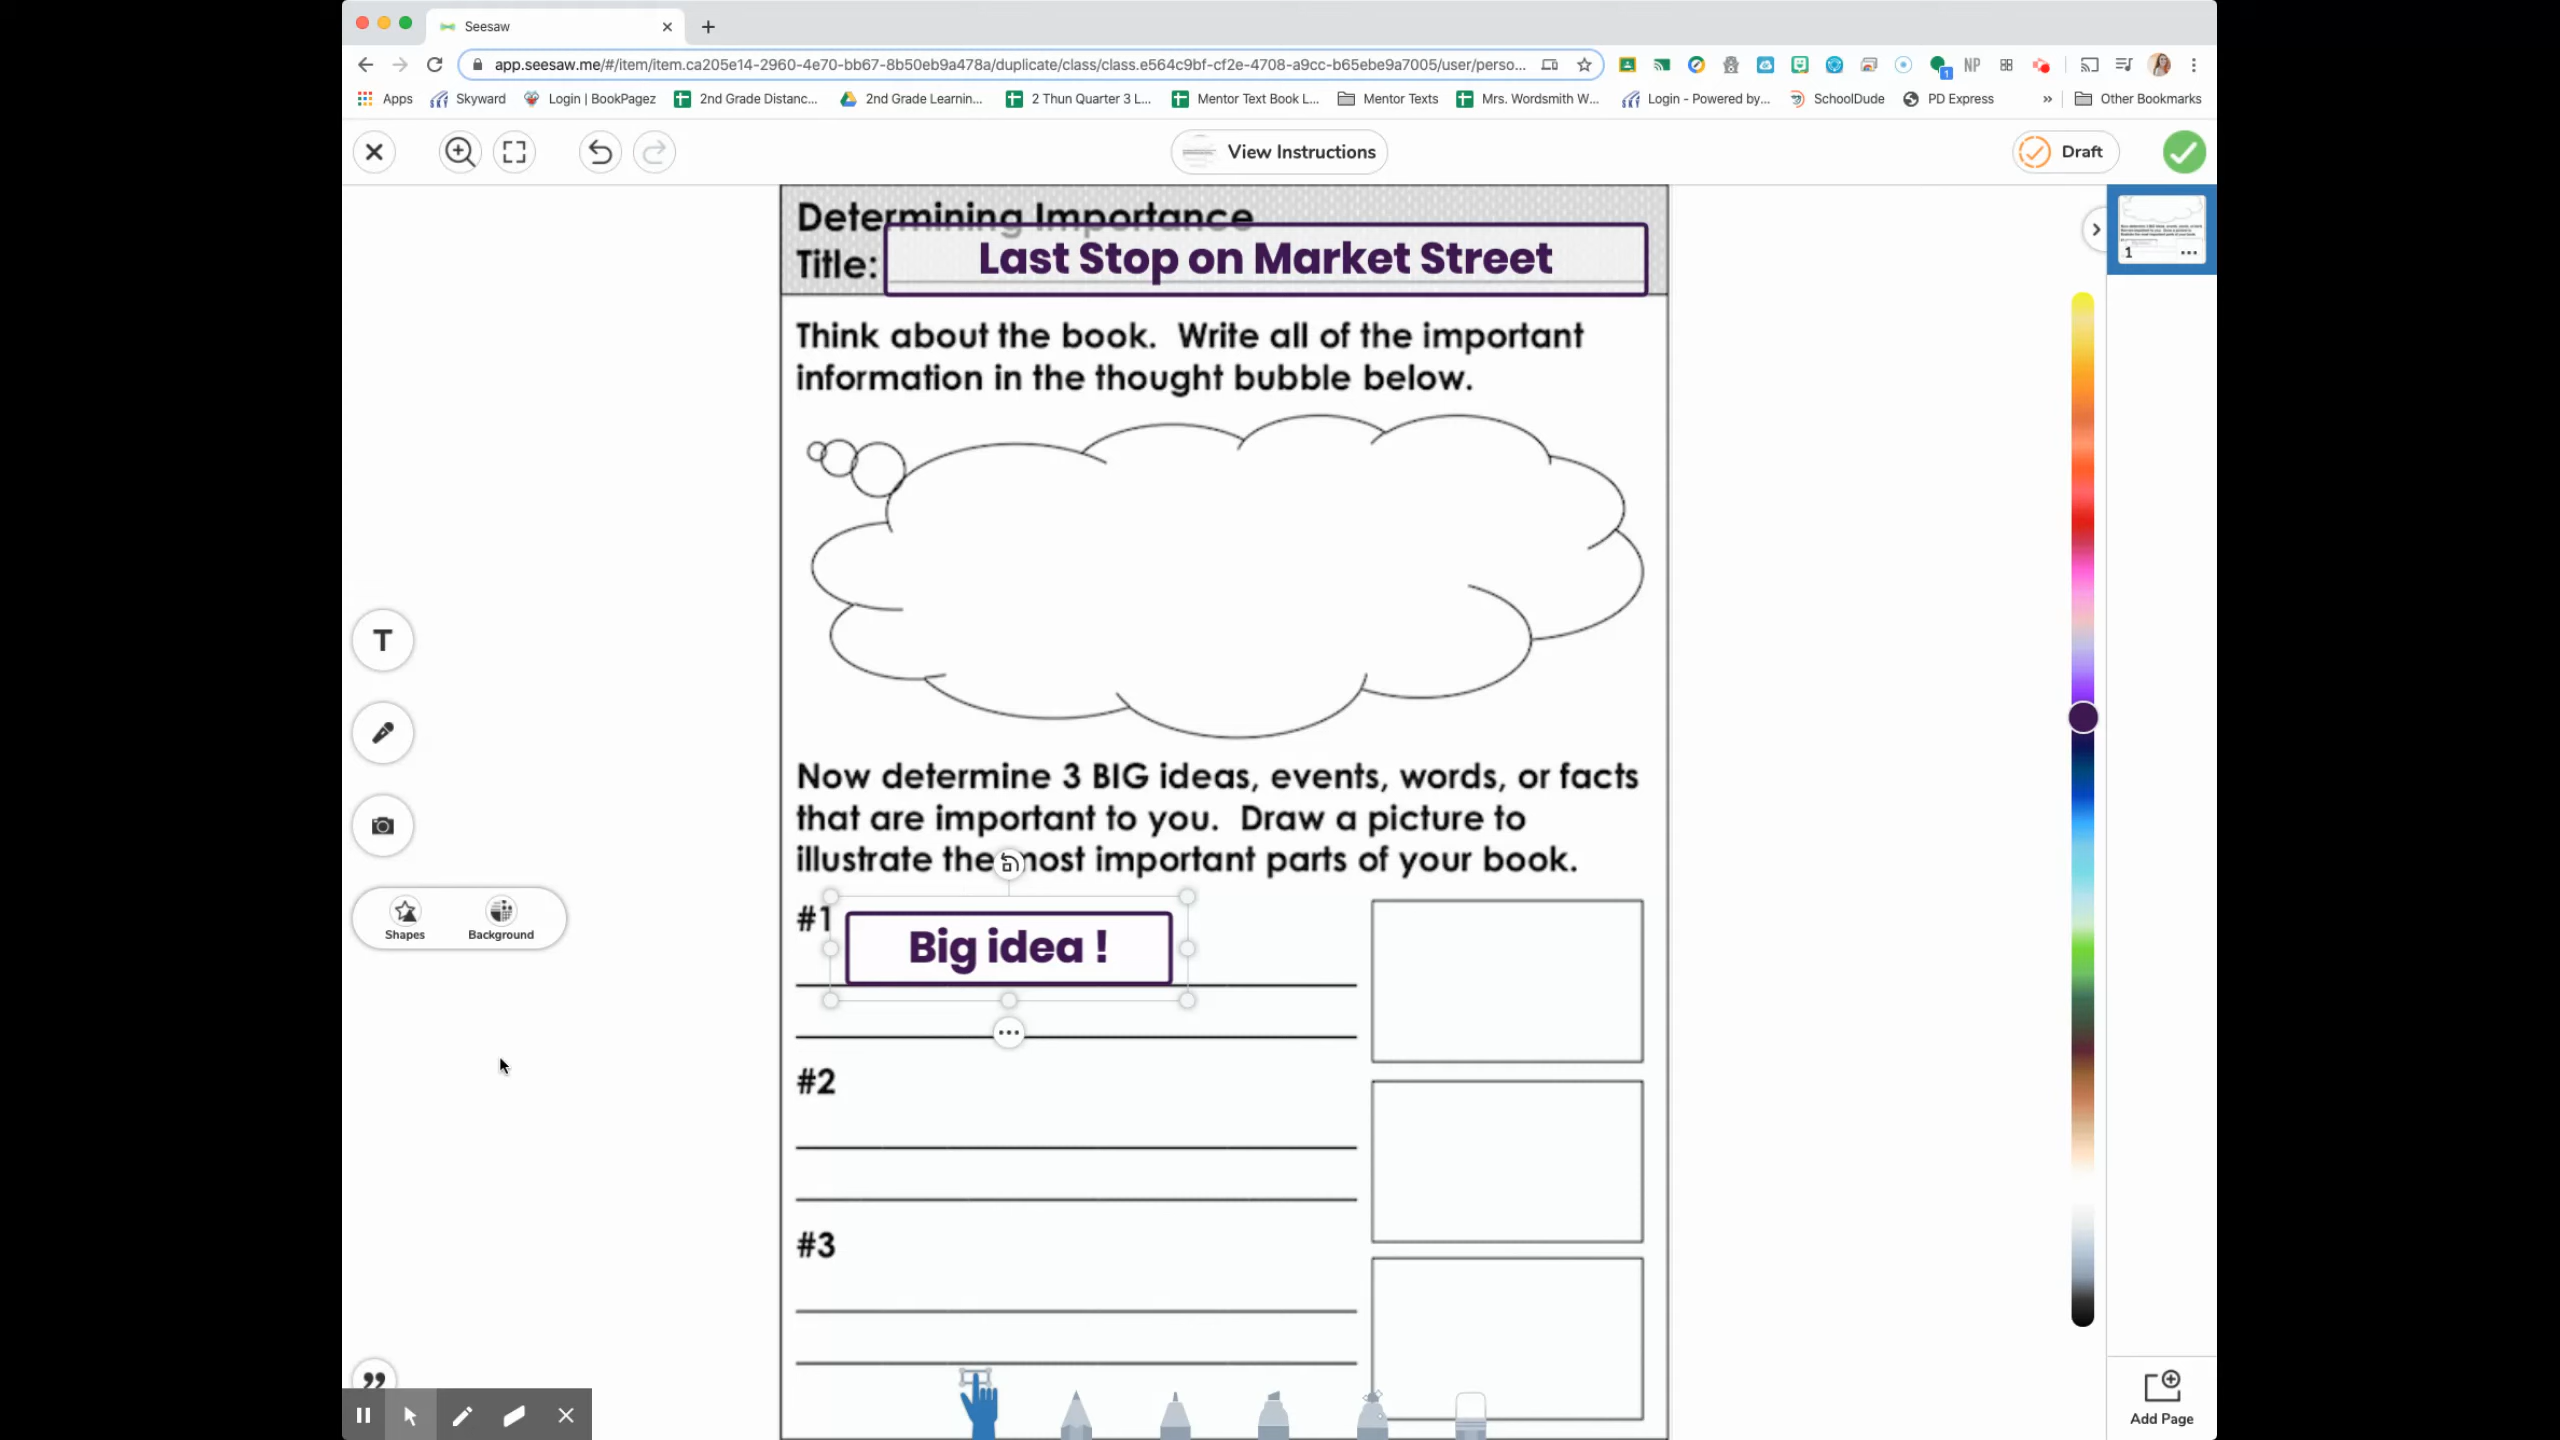 Seesaw
app.seesaw.me/#/item/item.ca205e14-2960-4e70-bb67-8b50eb9a478a/duplicate/class/class.e564c9bf-cf2e-4708-a9cc-b65ebe9a7005/user/perso...
1
NP
Apps
Skyward
Login | BookPagez
2nd Grade Distanc...
2nd Grade Learnin...
2 Thun Quarter 3 L...
Mentor Text Book L...
Mentor Texts
Mrs. Wordsmith W...
Login - Powered by...
SchoolDude
PD Express
»
Other Bookmarks
View Instructions
Draft
Determining Importance
Title: Last Stop on Market Street
Think about the book. Write all of the important
information in the thought bubble below.
1
T
Now determine 3 BIG ideas, events, words, or facts
that are important to you. Draw a picture to
illustrate the most important parts of your book.
#1 Big idea !
Shapes
Background
#2
#3
Add Page